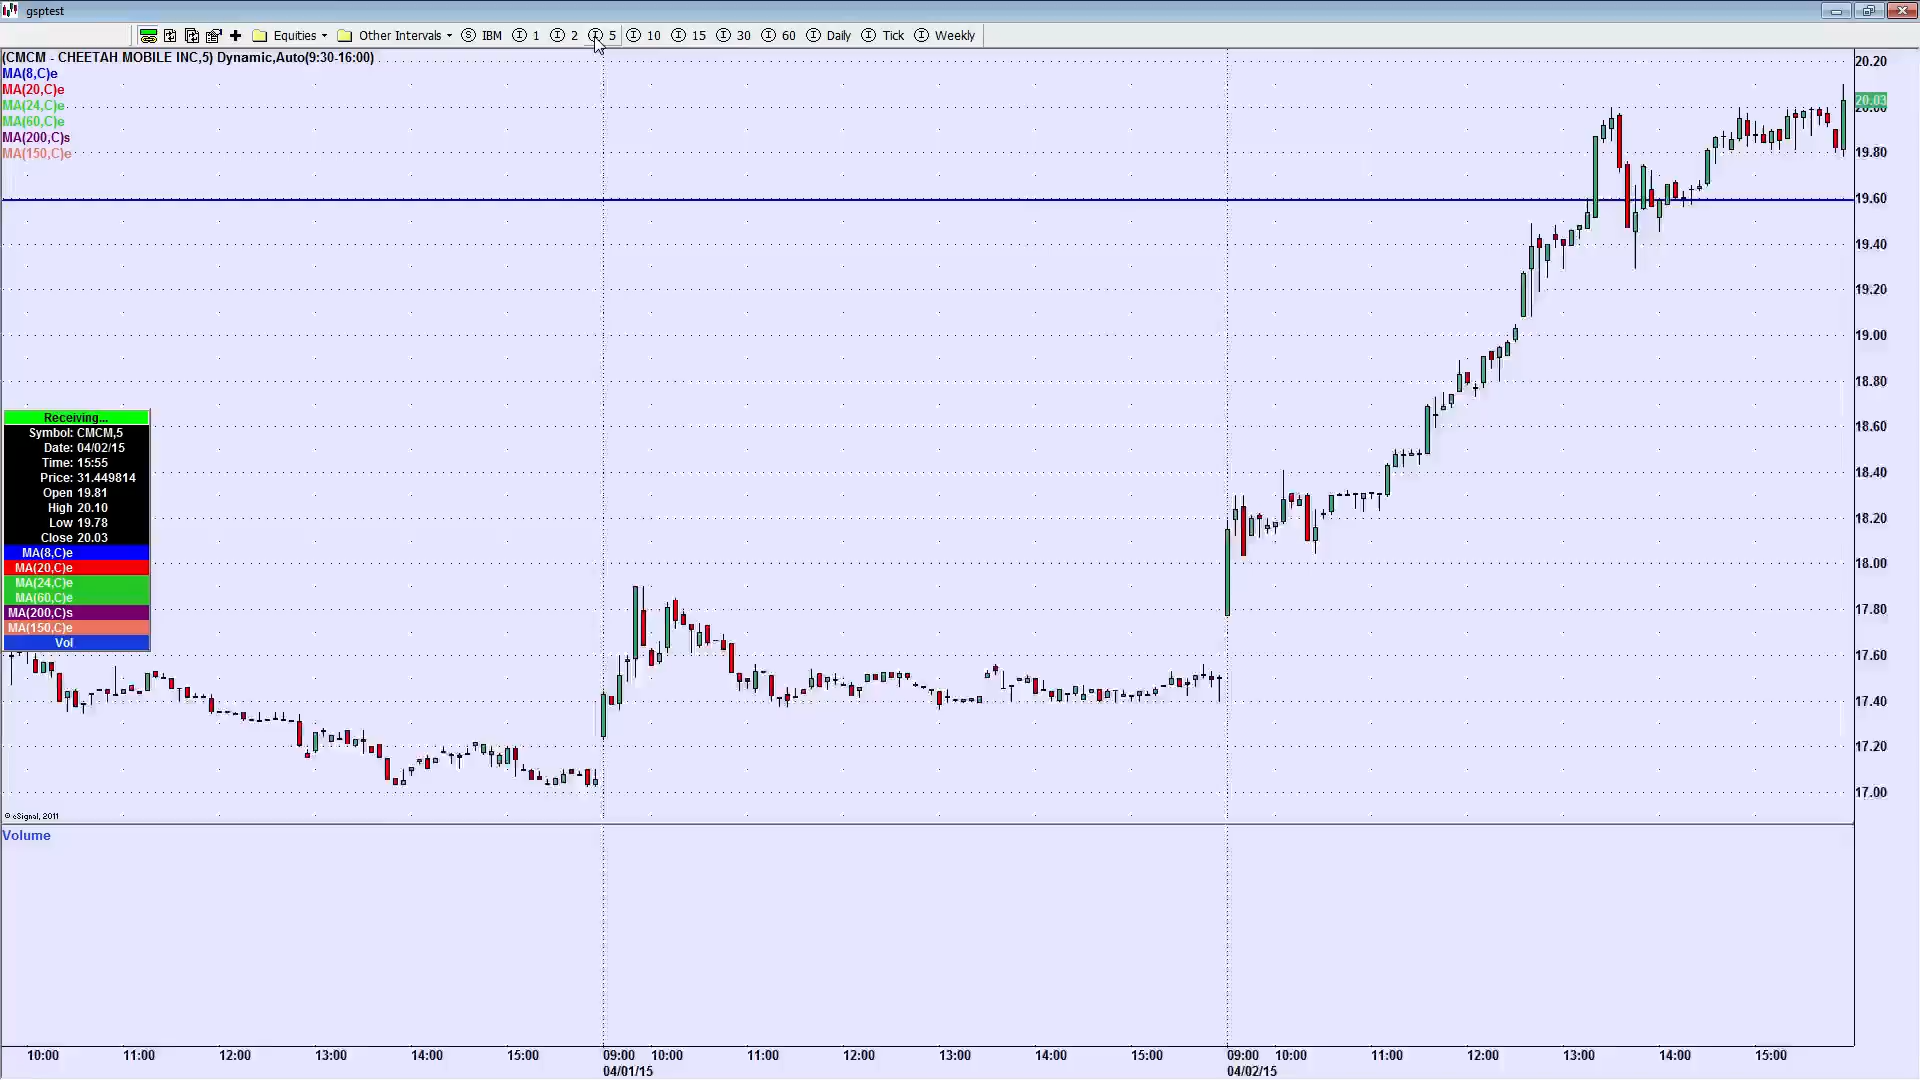 gsptest
Equities Other Intervals IBM 1 2 5 10 15 30 60 Daily Tick Weekly
(CMCM - CHEETAH MOBILE INC,5) Dynamic,Auto(9:30-16:00)
MA(8,C)e
MA(20,C)e
MA(24,C)e
MA(60,C)e
MA(200,C)s
MA(150,C)e
20.20
20.03
20.00
19.80
19.60
19.40
19.20
19.00
18.80
18.60
18.40
18.20
18.00
17.80
17.60
17.40
17.20
17.00
Receiving...
Symbol: CMCM,5
Date: 04/02/15
Time: 15:55
Price: 31.449814
Open 19.81
High 20.10
Low 19.78
Close 20.03
MA(8,C)e
MA(20,C)e
MA(24,C)e
MA(60,C)e
MA(200,C)s
MA(150,C)e
Vol
© eSignal, 2011
Volume
10:00 11:00 12:00 13:00 14:00 15:00 09:00 10:00 11:00 12:00 13:00 14:00 15:00 09:00 10:00 11:00 12:00 13:00 14:00 15:00
04/01/15 04/02/15